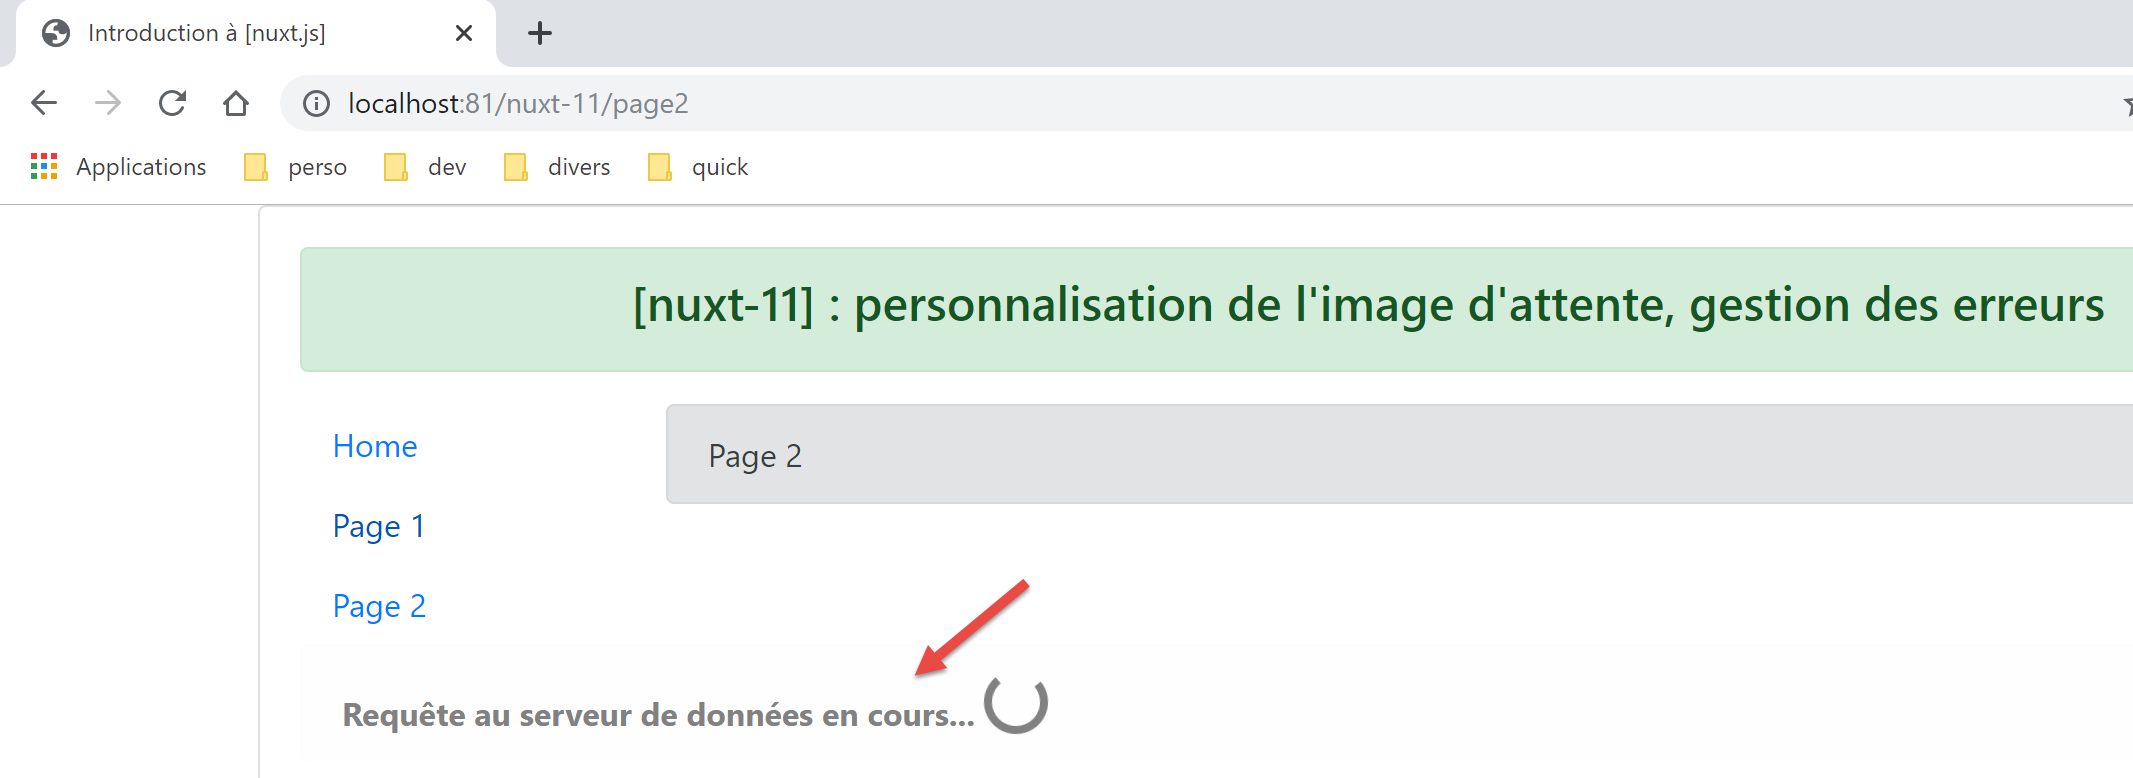 Introduction à [nuxt.js]
localhost:81/nuxt-11/page2
Applications perso dev divers quick
[nuxt-11] : personnalisation de l'image d'attente, gestion des erreurs
Home
Page 2
Page 1
Page 2
Requête au serveur de données en cours...